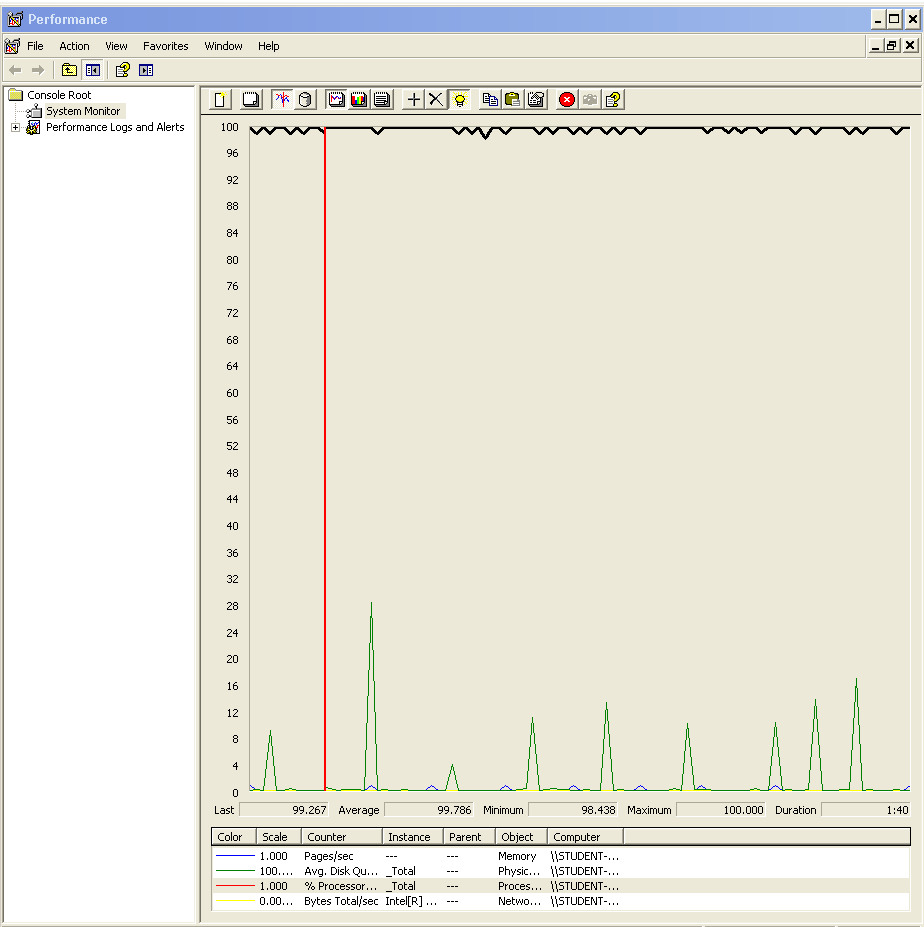 Performance
File Action View Favorites Window Help
Console Root
System Monitor
Performance Logs and Alerts
100
96
92
88
84
80
76
72
68
64
60
56
52
48
44
40
36
32
28
24
20
16
12
8
4
0
Last 99.267 Average 99.786 Minimum 98.438 Maximum 100.000 Duration 1:40
Color Scale Counter Instance Parent Object Computer
1.000 Pages/sec --- --- Memory \\STUDENT-...
100.... Avg. Disk Qu... _Total --- Physic... \\STUDENT-...
1.000 % Processor... _Total --- Proces... \\STUDENT-...
0.00... Bytes Total/sec Intel[R] ... --- Netwo... \\STUDENT-...